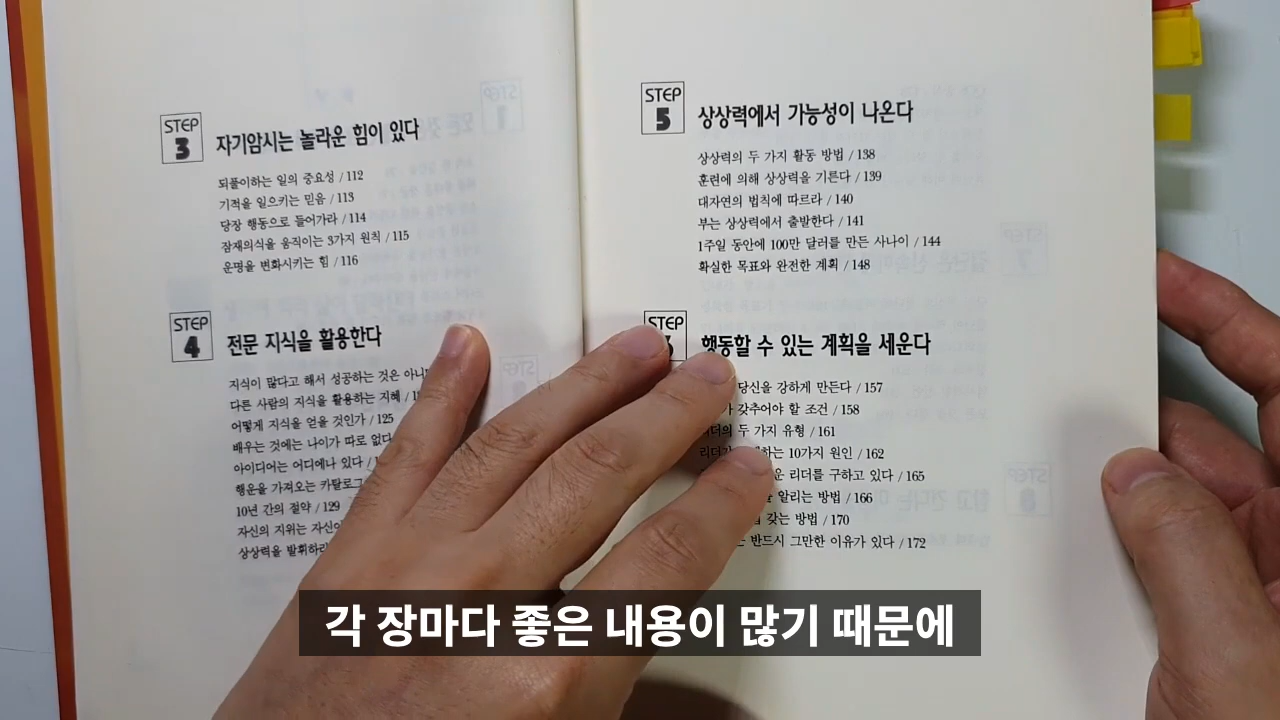 STEP
3
자기암시는 놀라운 힘이 있다
되풀이하는 일의 중요성 / 112
기적을 일으키는 믿음 / 113
당장 행동으로 들어가라 / 114
잠재의식을 움직이는 3가지 원칙 / 115
운명을 변화시키는 힘 / 116
STEP
4
전문 지식을 활용한다
지식이 많다고 해서 성공하는 것은
다른 사람의 지식을 활용하는 지혜 /
어떻게 지식을 얻을 것인가 / 125
배우는 것에는 나이가 따로 없다
아이디어는 어디에나 있다 /
행운을 가져오는 카탈로그
10년 간의 절약 / 129
자신의 지위는
상상력을
STEP
5
상상력에서 가능성이 나온다
상상력의 두 가지 활동 방법 / 138
훈련에 의해 상상력을 기른다 / 139
대자연의 법칙에 따르라 / 140
부는 상상력에서 출발한다 / 141
1주일 동안에 100만 달러를 만든 사나이 / 144
확실한 목표와 완전한 계획 / 148
STEP
행동할 수 있는 계획을 세운다
당신을 강하게 만든다 / 157
갖추어야 할 조건 / 158
두 가지 유형 / 161
10가지 원인 / 162
리더를 구하고 있다 / 165
알리는 방법 / 166
갖는 방법 / 170
반드시 그만한 이유가 있다 / 172
각 장마다 좋은 내용이 많기 때문에